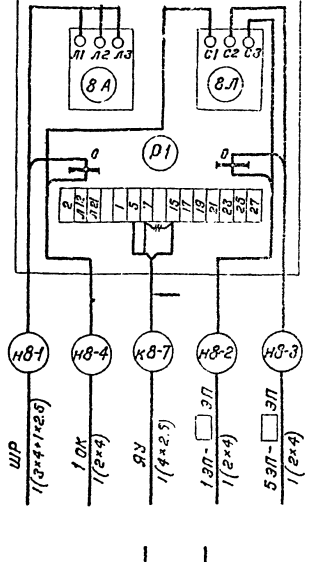 Л1 Л2 Л3
С1 С2 С3
8А
8Л
Р1
О
О
2 Л12 Л21 1 5 7 15 17 19 21 23 25 27
н8-1
н8-4
к8-7
н8-2
н8-3
ШР
1(3×4+1×2.5)
1 ОК
1(2×4)
ЯУ
1(4×2.5)
1 ЭП- ЭП
1(2×4)
5 ЭП- ЭП
1(2×4)